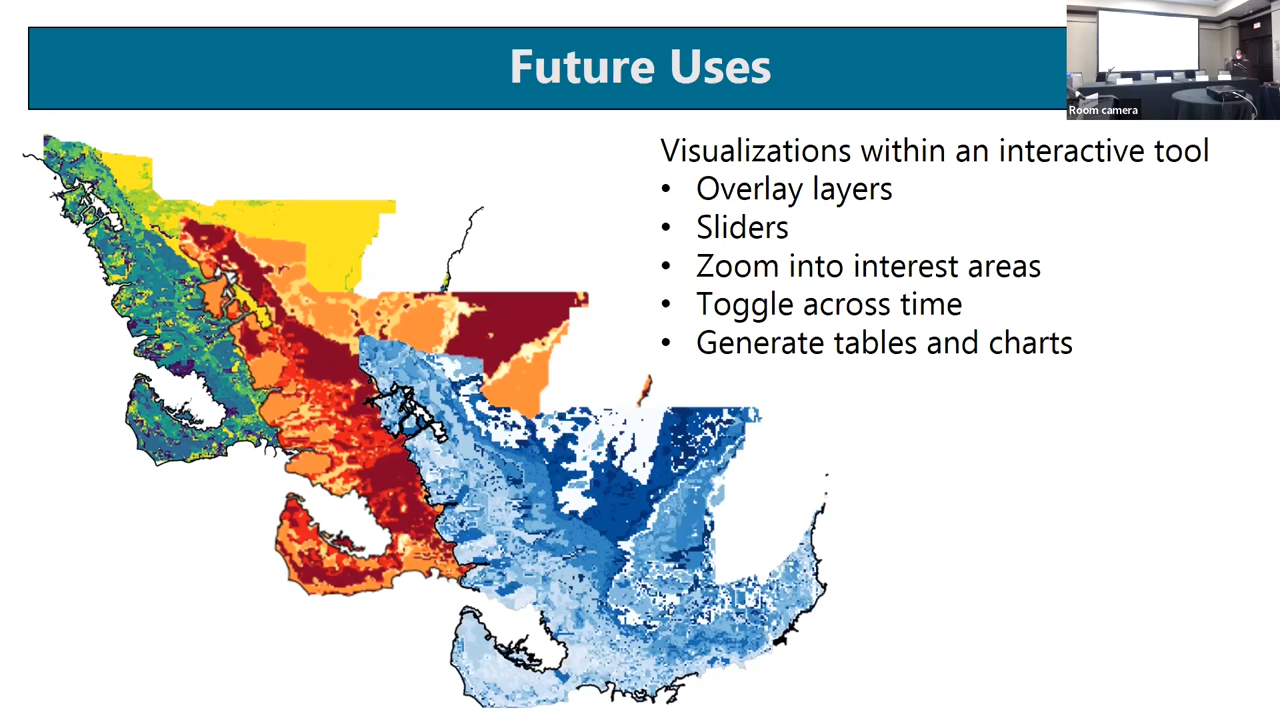 Future Uses
Room camera
Visualizations within an interactive tool
• Overlay layers
• Sliders
• Zoom into interest areas
• Toggle across time
• Generate tables and charts